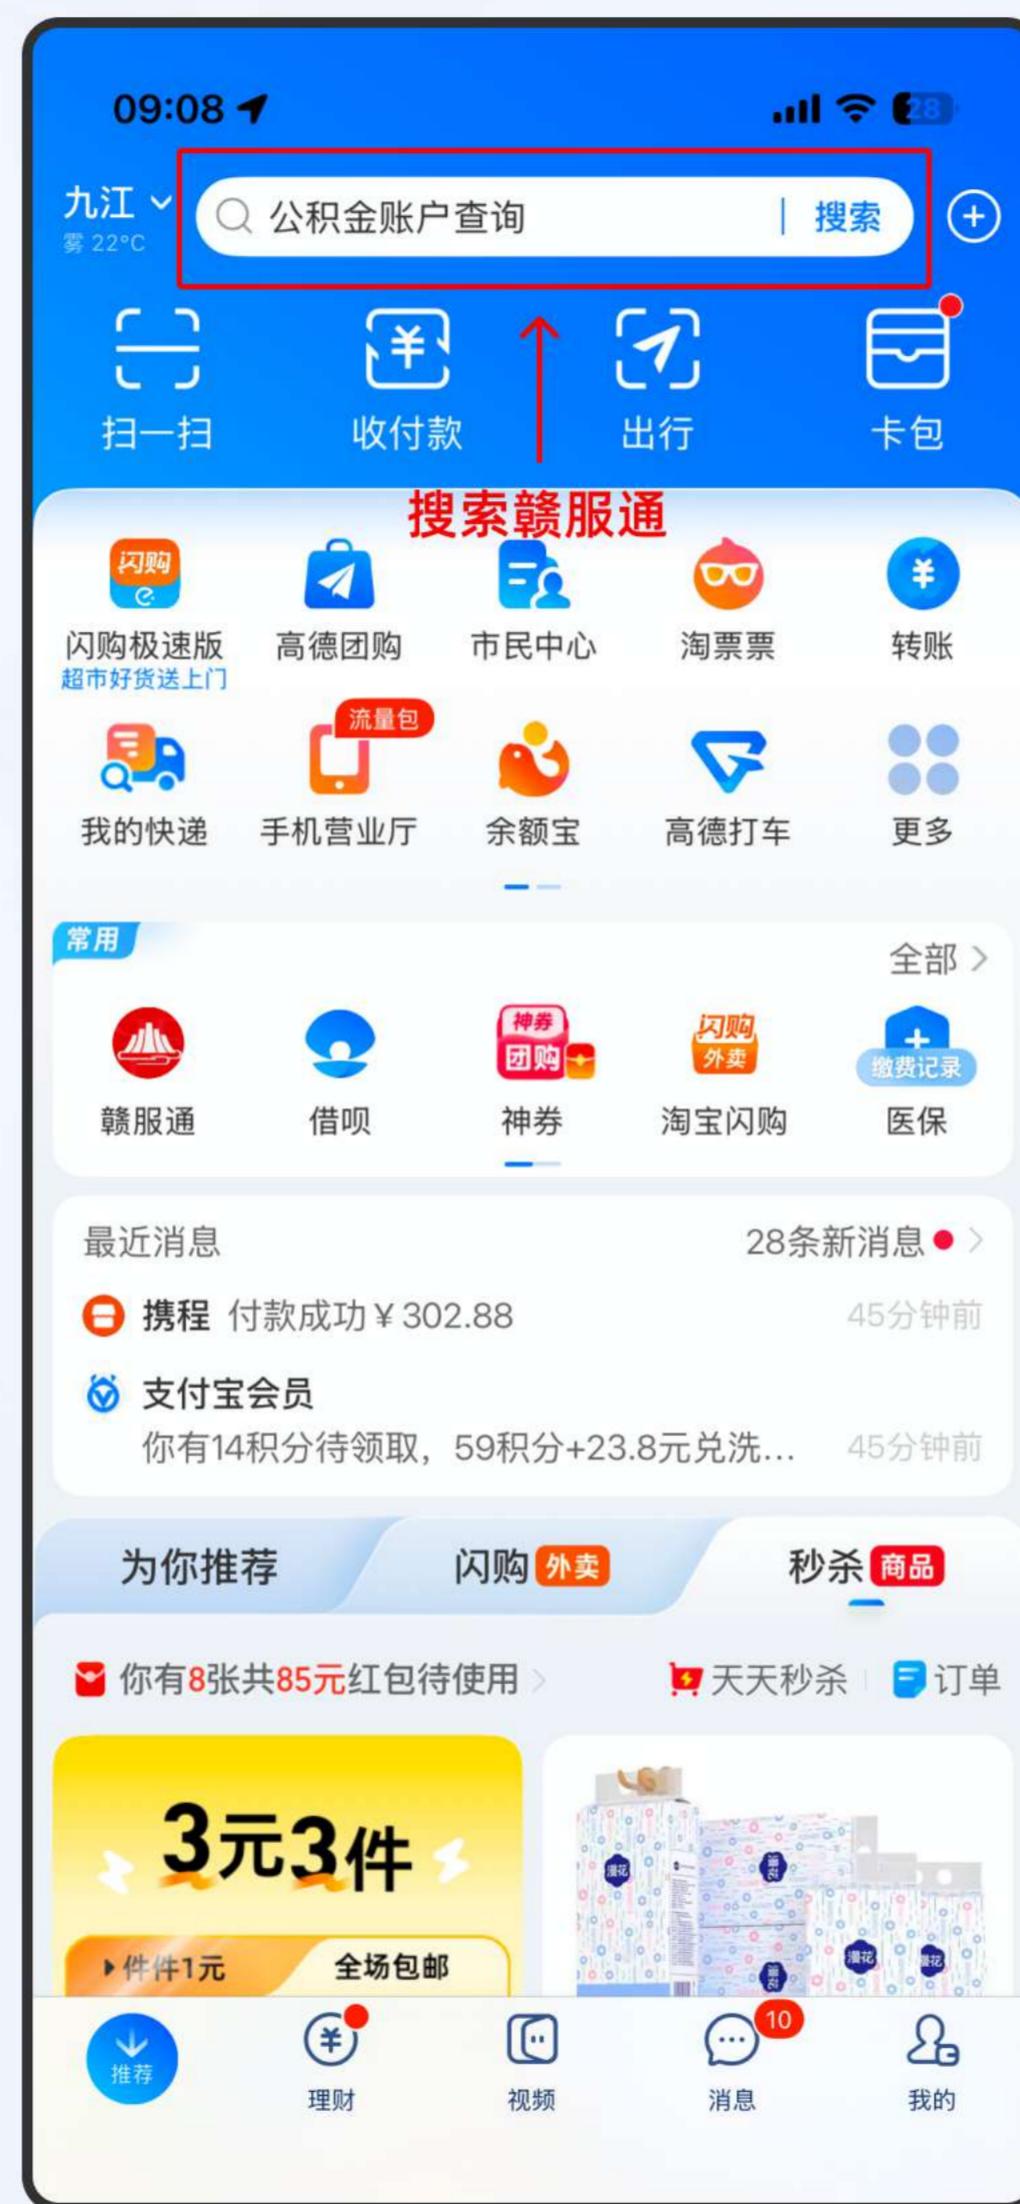 09:08
28
九江
公积金账户查询
搜索
雾 22°C
扫一扫
收付款
出行
卡包
搜索赣服通
闪购
闪购极速版
高德团购
市民中心
淘票票
转账
超市好货送上门
流量包
我的快递
手机营业厅
余额宝
高德打车
更多
常用
全部
神券
团购
闪购
外卖
缴费记录
赣服通
借呗
神券
淘宝闪购
医保
最近消息
28条新消息
携程 付款成功¥302.88
45分钟前
支付宝会员
你有14积分待领取，59积分+23.8元兑洗...
45分钟前
为你推荐
闪购 外卖
秒杀 商品
你有8张共85元红包待使用
天天秒杀
订单
3元3件
件件1元
全场包邮
漫花
漫花
漫花
漫花
漫花
推荐
理财
视频
10
消息
我的